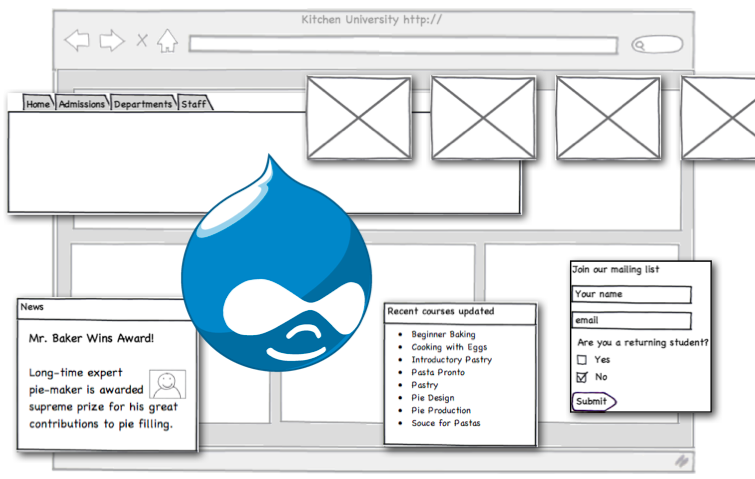 Kitchen University http://
Home Admissions Departments Staff
News
Mr. Baker Wins Award!
Long-time expert
pie-maker is awarded
supreme prize for his great
contributions to pie filling.
Recent courses updated
Beginner Baking
Cooking with Eggs
Introductory Pastry
Pasta Pronto
Pastry
Pie Design
Pie Production
Souce for Pastas
Join our mailing list
Your name
email
Are you a returning student?
Yes
No
Submit